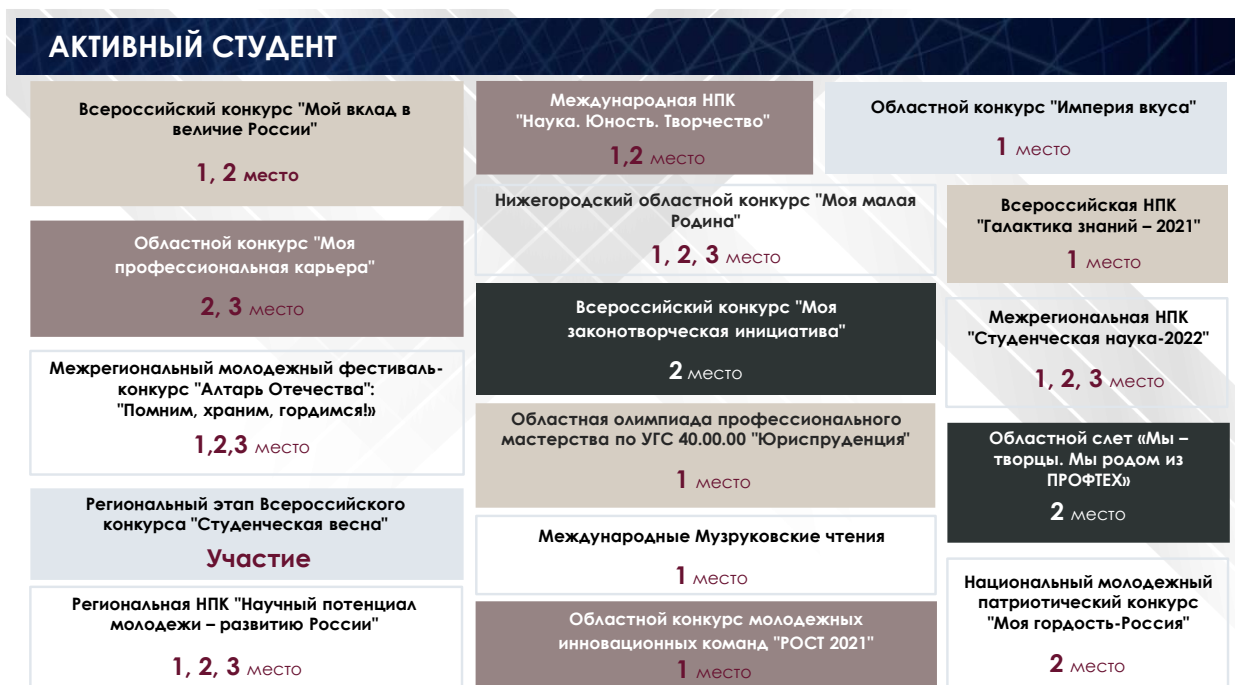 АКТИВНЫЙ СТУДЕНТ
Всероссийский конкурс "Мой вклад в
величие России"
1, 2 место
Областной конкурс "Моя
профессиональная карьера"
2, 3 место
Межрегиональный молодежный фестиваль-
конкурс "Алтарь Отечества":
"Помним, храним, гордимся!»
1,2,3 место
Региональный этап Всероссийского
конкурса "Студенческая весна"
Участие
Региональная НПК "Научный потенциал
молодежи – развитию России"
1, 2, 3 место
Международная НПК
"Наука. Юность. Творчество"
1,2 место
Нижегородский областной конкурс "Моя малая
Родина"
1, 2, 3 место
Всероссийский конкурс "Моя
законотворческая инициатива"
2 место
Областная олимпиада профессионального
мастерства по УГС 40.00.00 "Юриспруденция"
1 место
Международные Музруковские чтения
1 место
Областной конкурс молодежных
инновационных команд "РОСТ 2021"
1 место
Областной конкурс "Империя вкуса"
1 место
Всероссийская НПК
"Галактика знаний – 2021"
1 место
Межрегиональная НПК
"Студенческая наука-2022"
1, 2, 3 место
Областной слет «Мы –
творцы. Мы родом из
ПРОФТЕХ»
2 место
Национальный молодежный
патриотический конкурс
"Моя гордость-Россия"
2 место